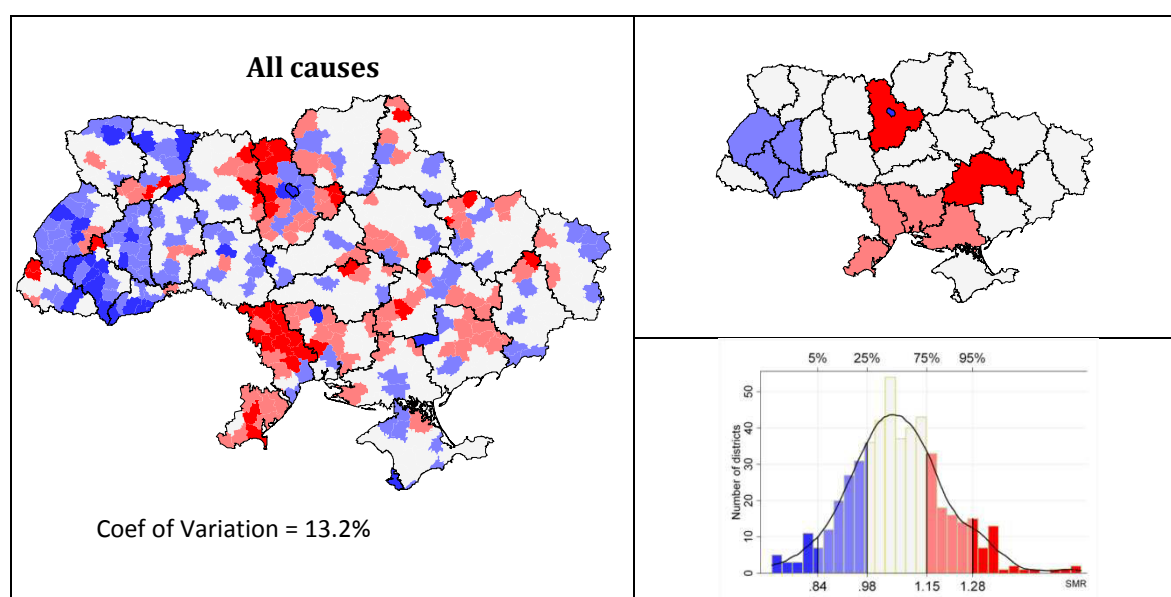 All causes
Coef of Variation = 13.2%
5% 25% 75% 95%
Number of districts
50
40
30
20
10
0
.84 .98 1.15 1.28 SMR